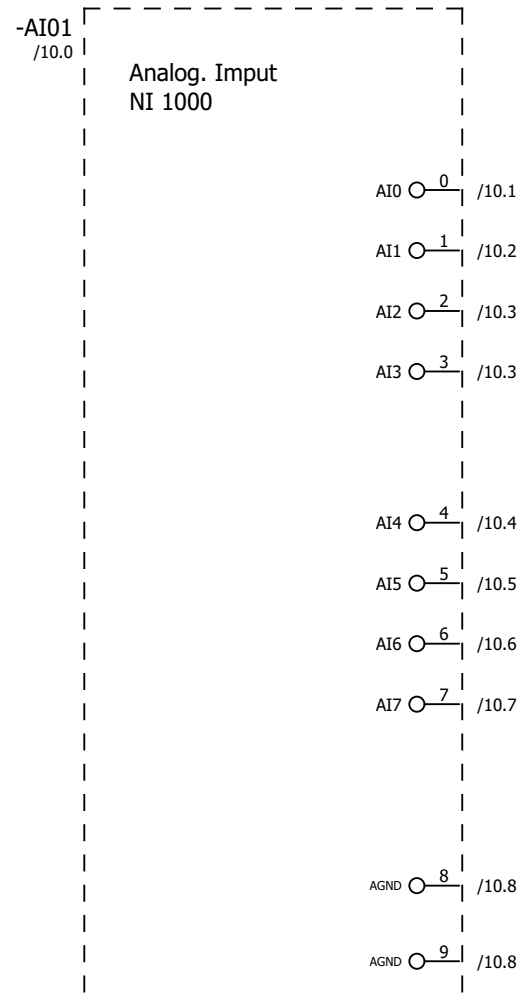 -AI01
/10.0
Analog. Imput
NI 1000
AI0 0 /10.1
AI1 1 /10.2
AI2 2 /10.3
AI3 3 /10.3
AI4 4 /10.4
AI5 5 /10.5
AI6 6 /10.6
AI7 7 /10.7
AGND 8 /10.8
AGND 9 /10.8